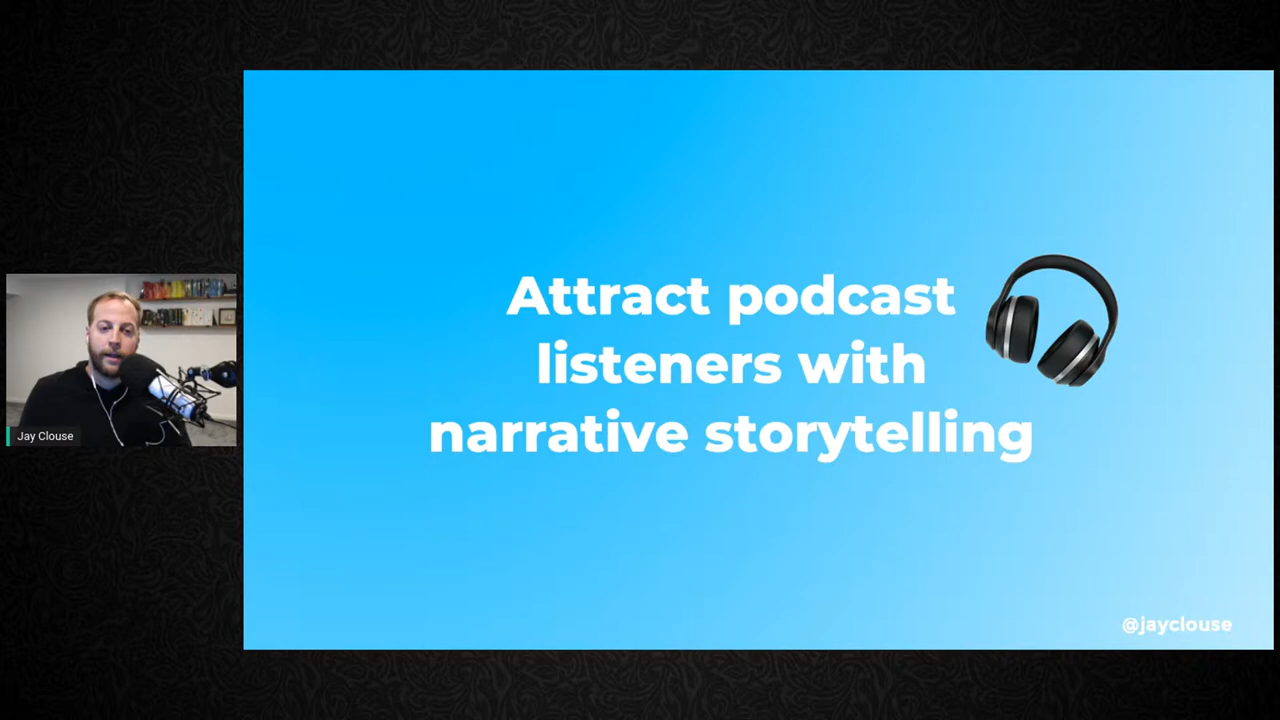 Attract podcast
listeners with
narrative storytelling
Jay Clouse
@jayclouse